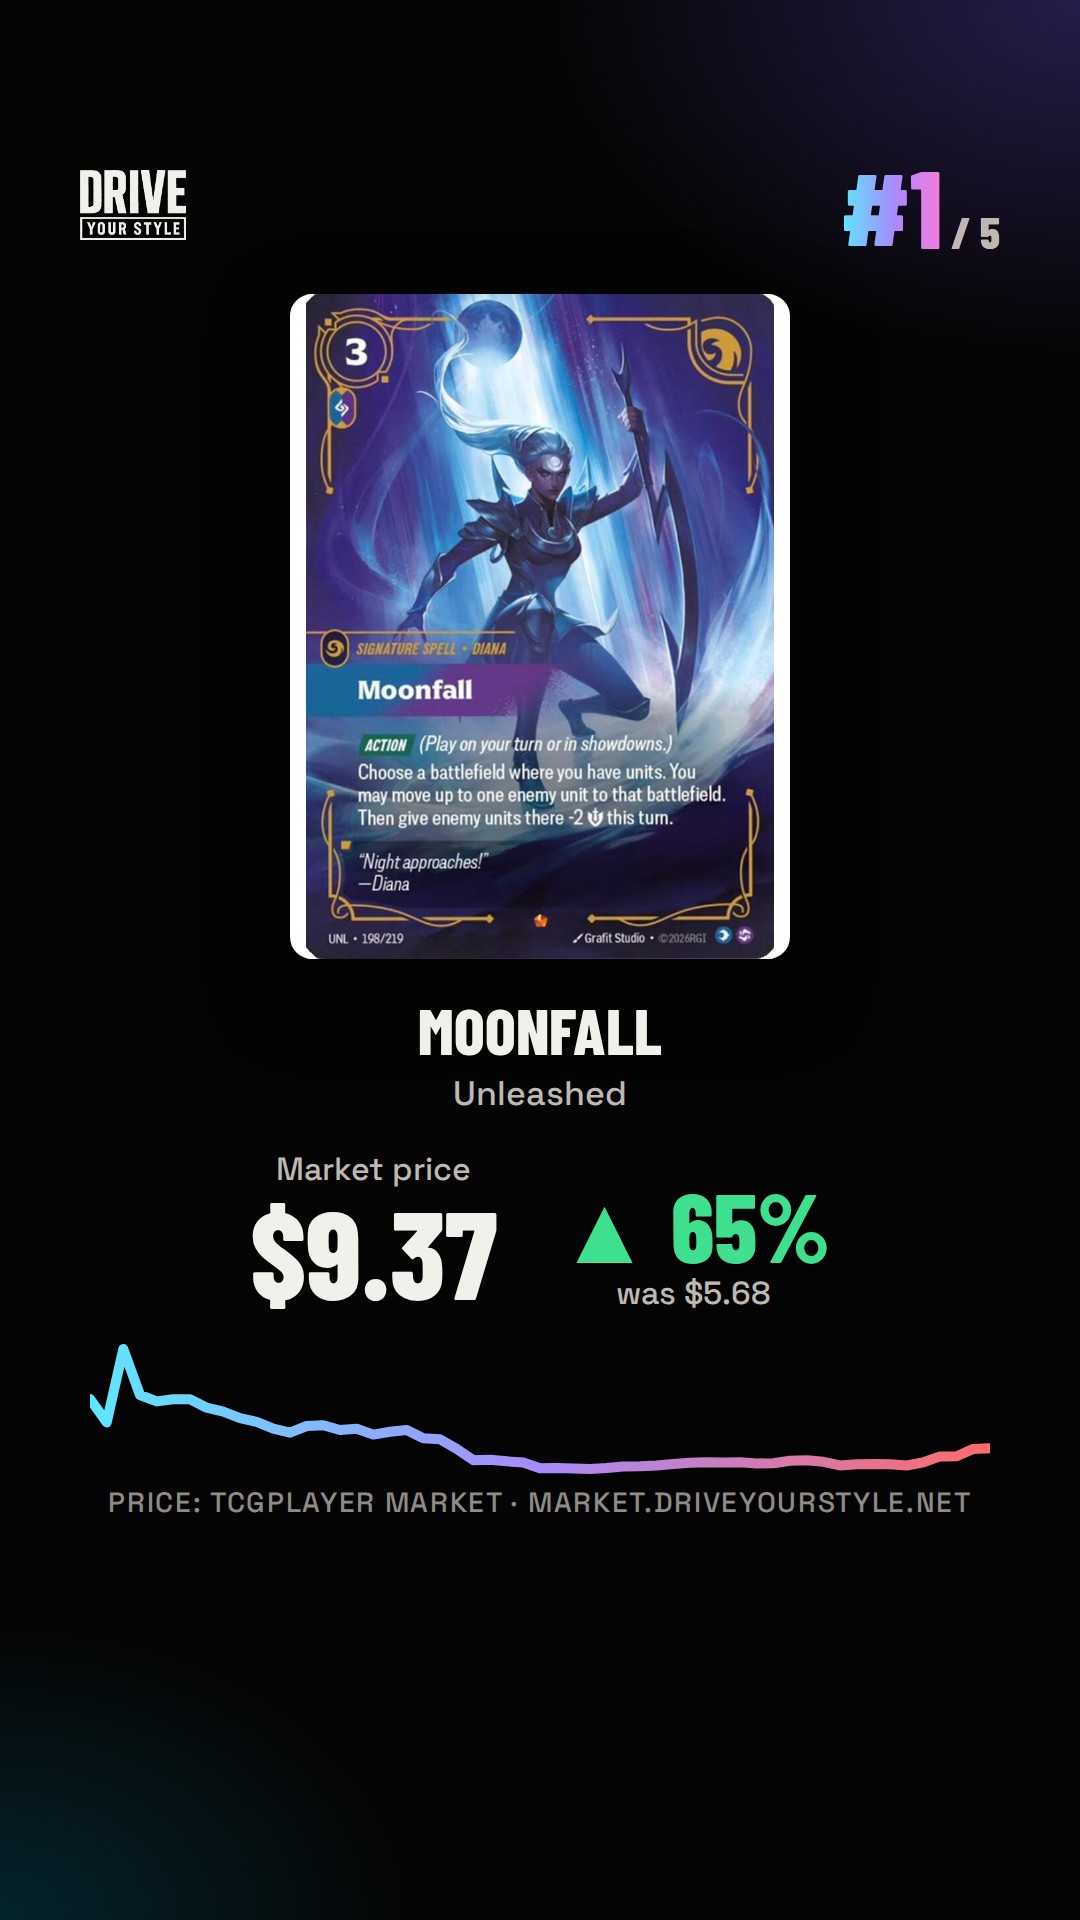 DRIVE
YOUR STYLE
#1 / 5
3
SIGNATURE SPELL • DIANA
Moonfall
ACTION (Play on your turn or in showdowns.)
Choose a battlefield where you have units. You
may move up to one enemy unit to that battlefield.
Then give enemy units there -2 this turn.
“Night approaches!”
—Diana
UNL • 198/219
Grafit Studio • ©2026RGI
MOONFALL
Unleashed
Market price
$9.37
▲ 65%
was $5.68
PRICE: TCGPLAYER MARKET · MARKET.DRIVEYOURSTYLE.NET